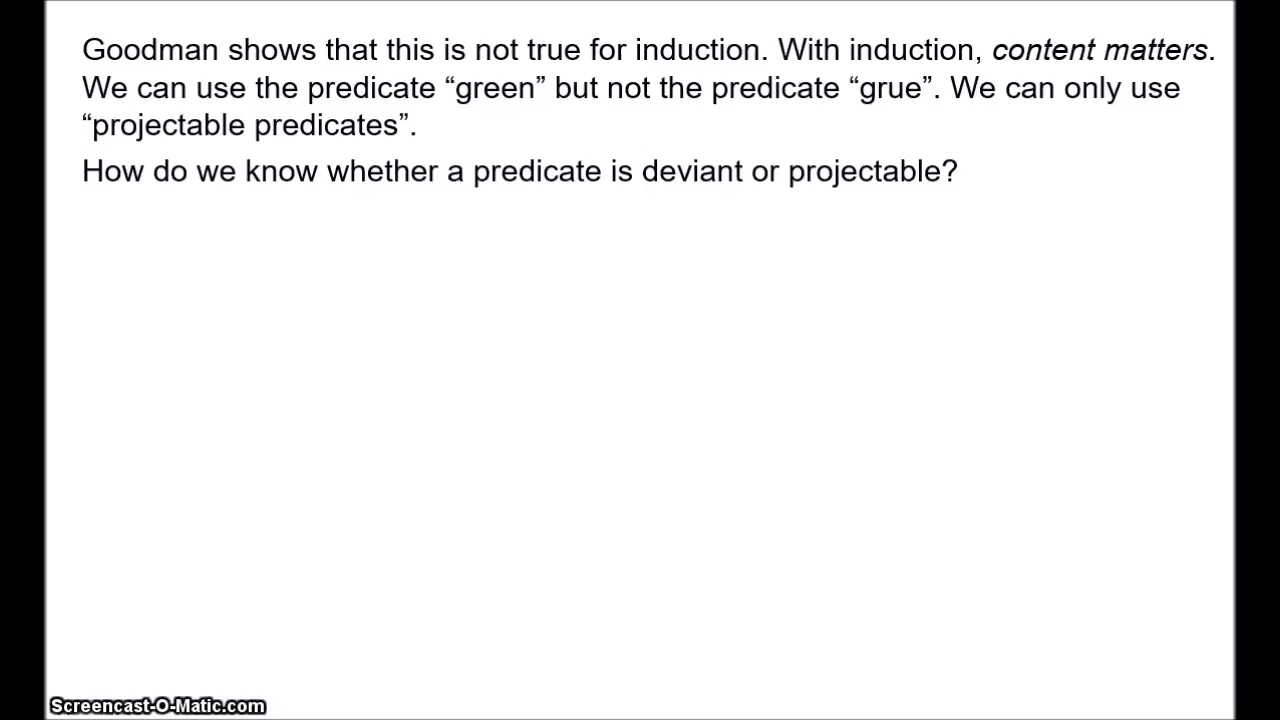 Goodman shows that this is not true for induction. With induction, content matters.
We can use the predicate “green” but not the predicate “grue”. We can only use
“projectable predicates”.
How do we know whether a predicate is deviant or projectable?
Screencast-O-Matic.com